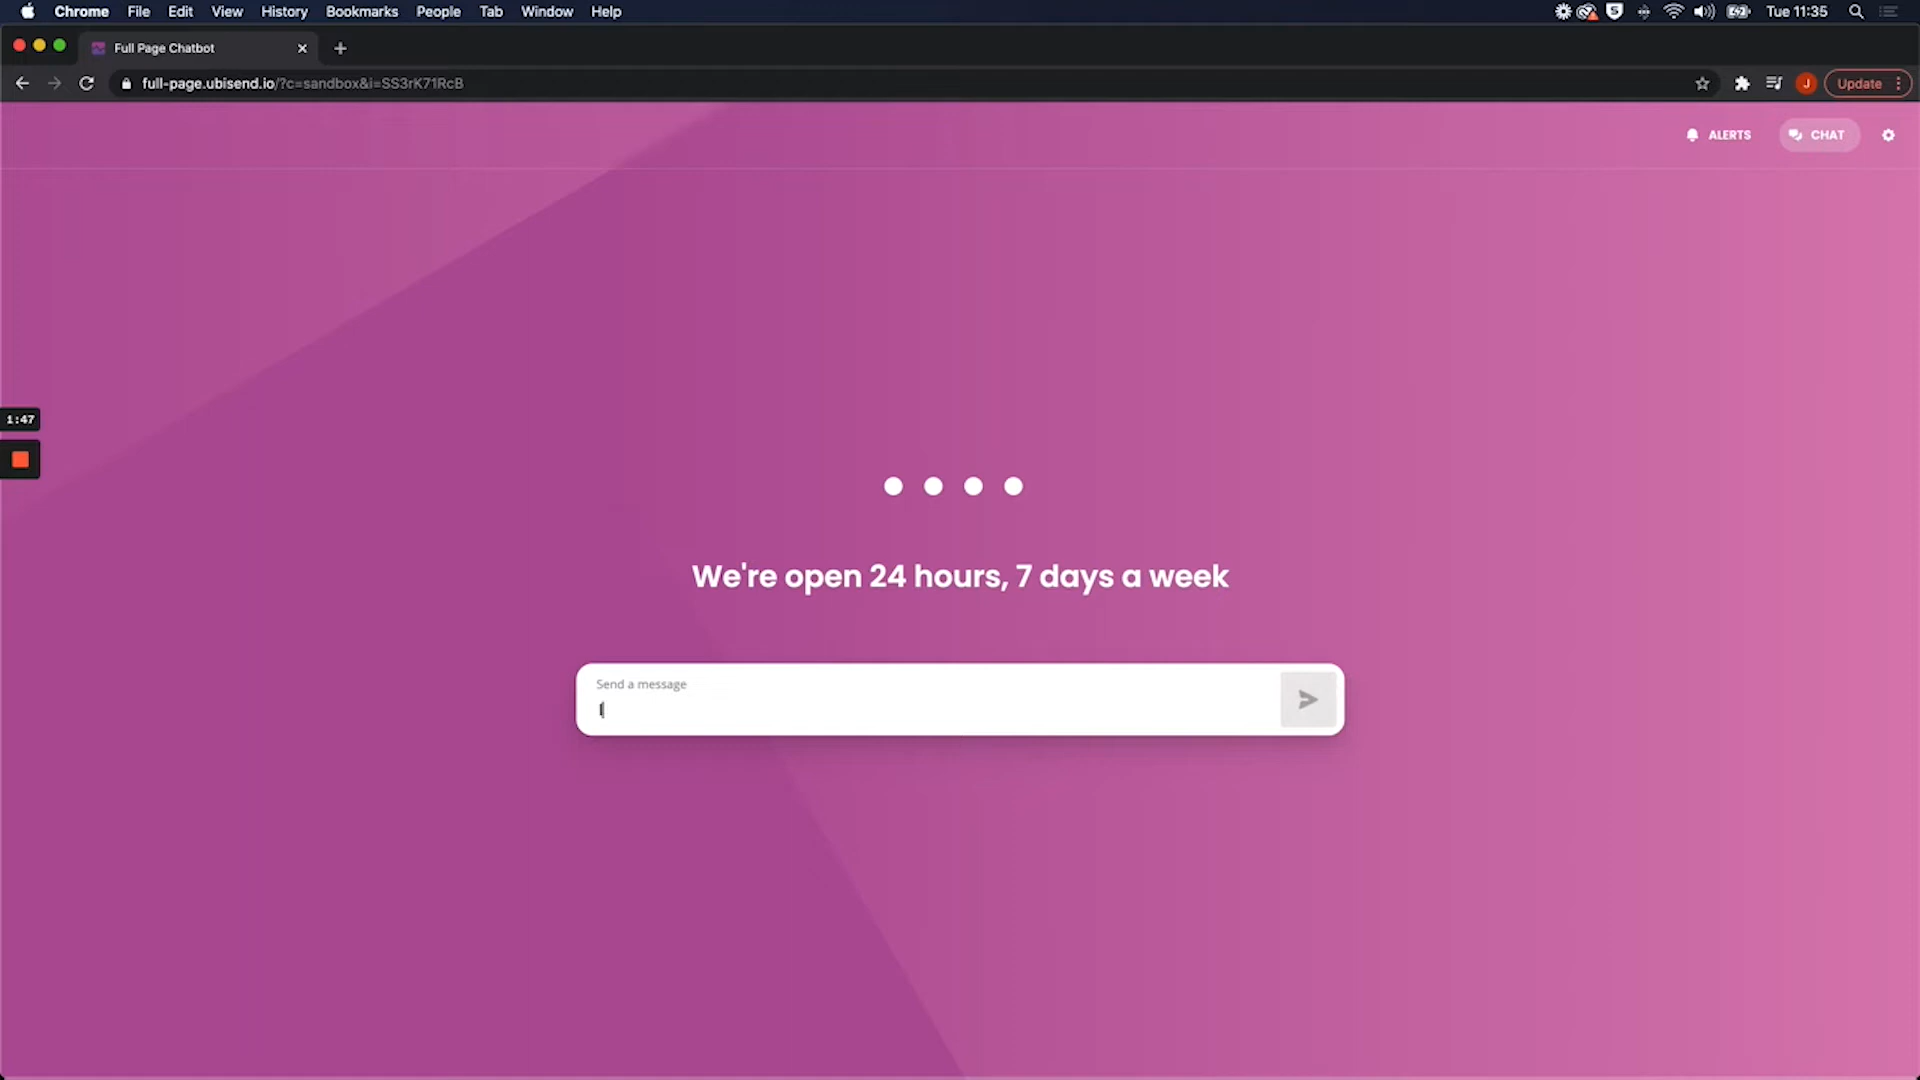 Chrome File Edit View History Bookmarks People Tab Window Help Tue 11:35
Full Page Chatbot
full-page.ubisend.io/?c=sandbox&i=SS3rK71RcB J Update
ALERTS CHAT
1:47
We're open 24 hours, 7 days a week
Send a message